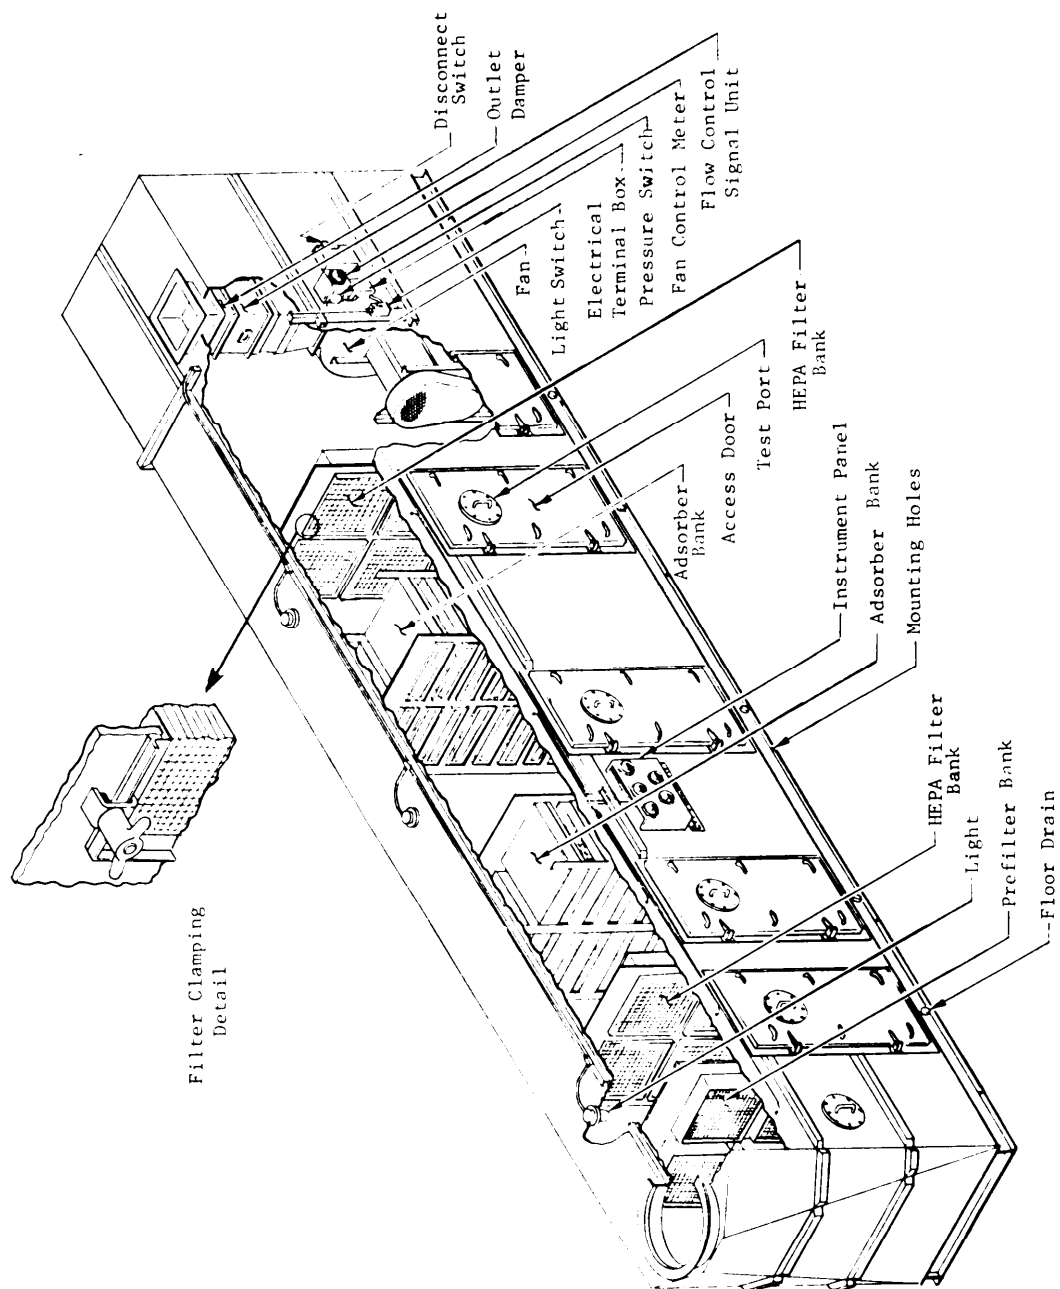 Disconnect
Switch
Outlet
Damper
Fan
Light Switch
Electrical
Terminal Box
Pressure Switch
Fan Control Meter
Flow Control
Signal Unit
Adsorber
Bank
Access Door
Test Port
HEPA Filter
Bank
Instrument Panel
Adsorber Bank
Mounting Holes
HEPA Filter
Bank
Light
Prefilter Bank
Floor Drain
Filter Clamping
Detail